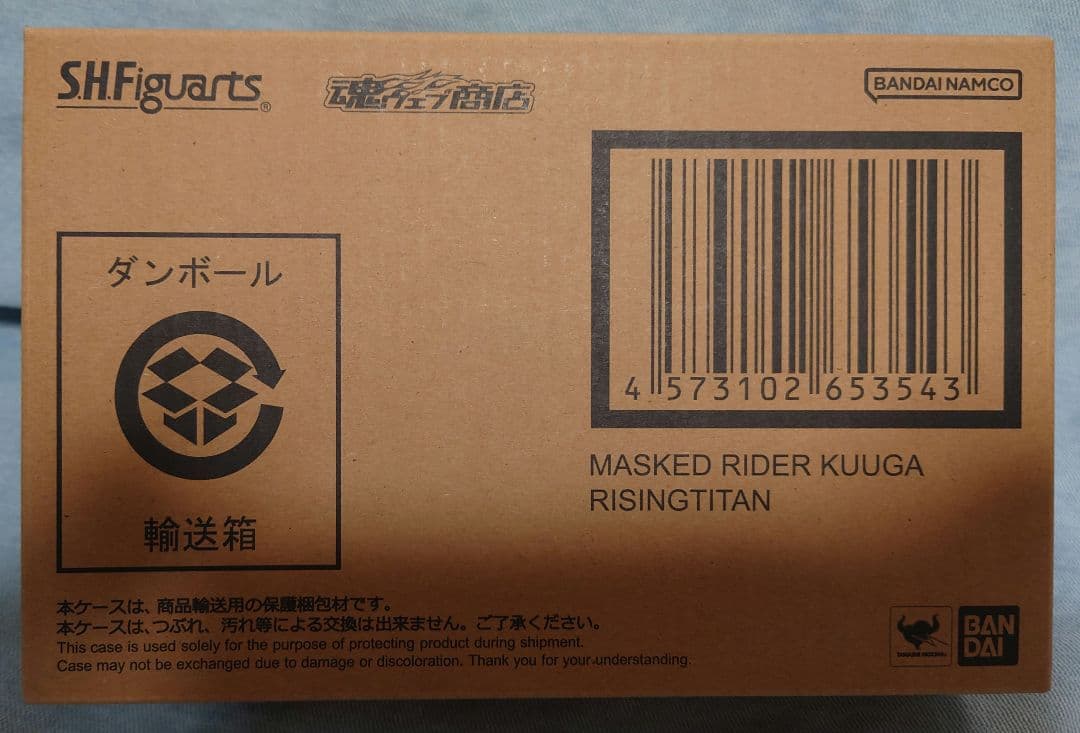 S.H.Figuarts®
魂ウェブ商店
BANDAI NAMCO
4 573102 653543
MASKED RIDER KUUGA
RISINGTITAN
ダンボール
輸送箱
本ケースは、商品輸送用の保護梱包材です。
本ケースは、つぶれ、汚れ等による交換は出来ません。ご了承ください。
This case is used solely for the purpose of protecting product during shipment.
Case may not be exchanged due to damage or discoloration. Thank you for your understanding.
TAMASHII NATIONS
BAN
DAI